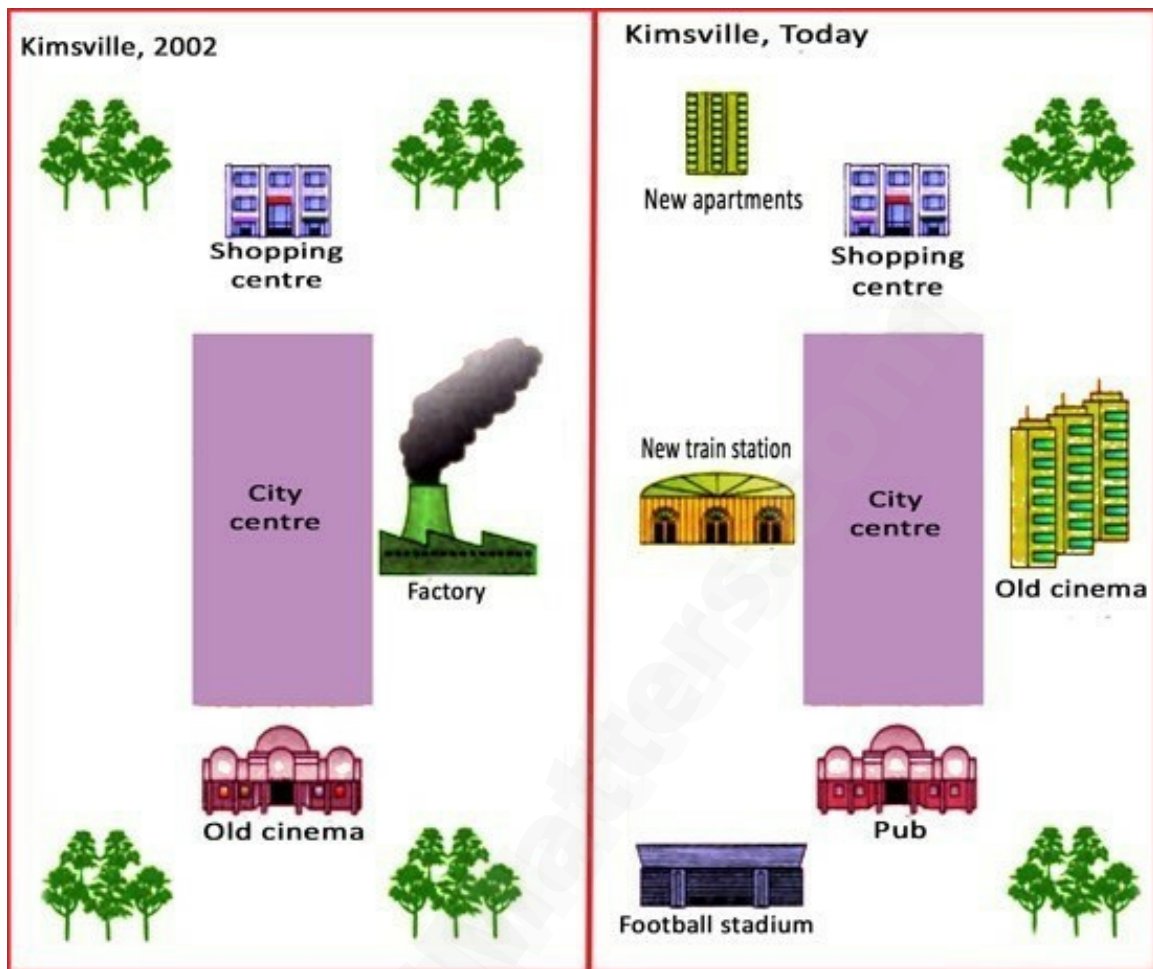 Kimsville, 2002
Shopping
centre
City
centre
Factory
Old cinema
Kimsville, Today
New apartments
Shopping
centre
New train station
City
centre
Old cinema
Pub
Football stadium